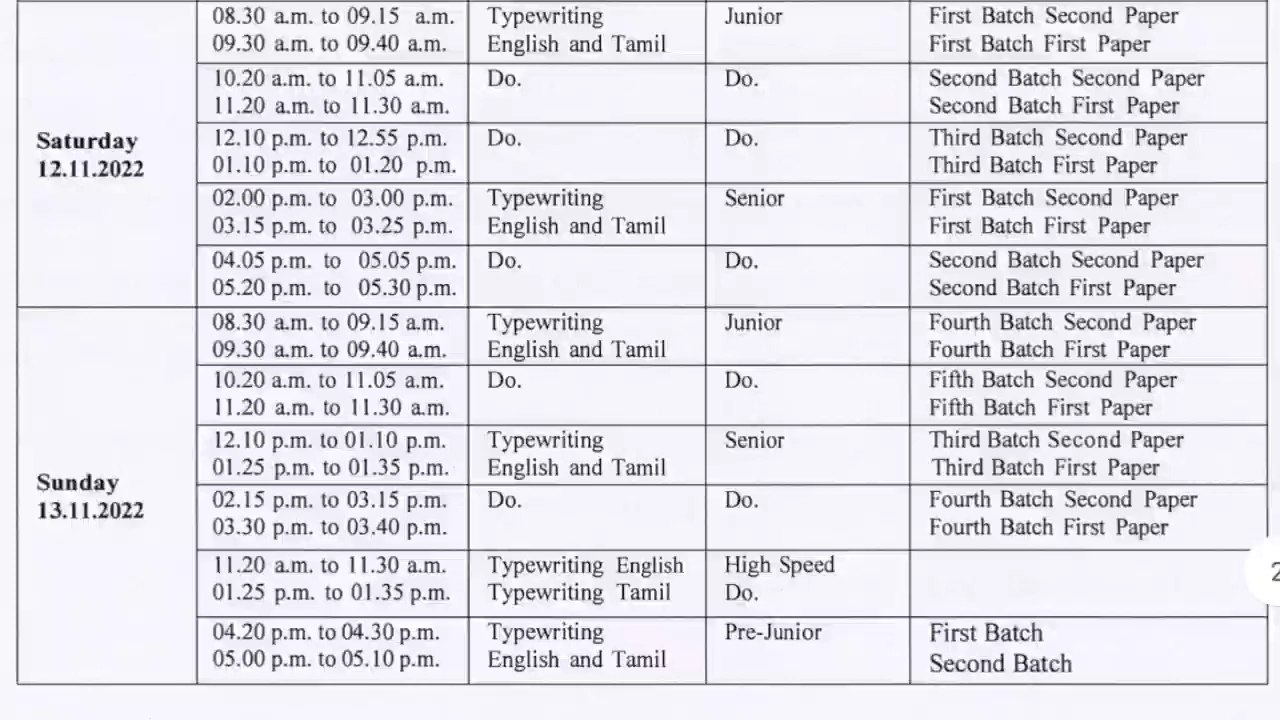 08.30 a.m. to 09.15 a.m. Typewriting Junior First Batch Second Paper
09.30 a.m. to 09.40 a.m. English and Tamil First Batch First Paper
10.20 a.m. to 11.05 a.m. Do. Do. Second Batch Second Paper
11.20 a.m. to 11.30 a.m. Second Batch First Paper
Saturday
12.11.2022
12.10 p.m. to 12.55 p.m. Do. Do. Third Batch Second Paper
01.10 p.m. to 01.20 p.m. Third Batch First Paper
02.00 p.m. to 03.00 p.m. Typewriting Senior First Batch Second Paper
03.15 p.m. to 03.25 p.m. English and Tamil First Batch First Paper
04.05 p.m. to 05.05 p.m. Do. Do. Second Batch Second Paper
05.20 p.m. to 05.30 p.m. Second Batch First Paper
08.30 a.m. to 09.15 a.m. Typewriting Junior Fourth Batch Second Paper
09.30 a.m. to 09.40 a.m. English and Tamil Fourth Batch First Paper
10.20 a.m. to 11.05 a.m. Do. Do. Fifth Batch Second Paper
11.20 a.m. to 11.30 a.m. Fifth Batch First Paper
12.10 p.m. to 01.10 p.m. Typewriting Senior Third Batch Second Paper
01.25 p.m. to 01.35 p.m. English and Tamil Third Batch First Paper
Sunday
13.11.2022
02.15 p.m. to 03.15 p.m. Do. Do. Fourth Batch Second Paper
03.30 p.m. to 03.40 p.m. Fourth Batch First Paper
11.20 a.m. to 11.30 a.m. Typewriting English High Speed
01.25 p.m. to 01.35 p.m. Typewriting Tamil Do.
2
04.20 p.m. to 04.30 p.m. Typewriting Pre-Junior First Batch
05.00 p.m. to 05.10 p.m. English and Tamil Second Batch